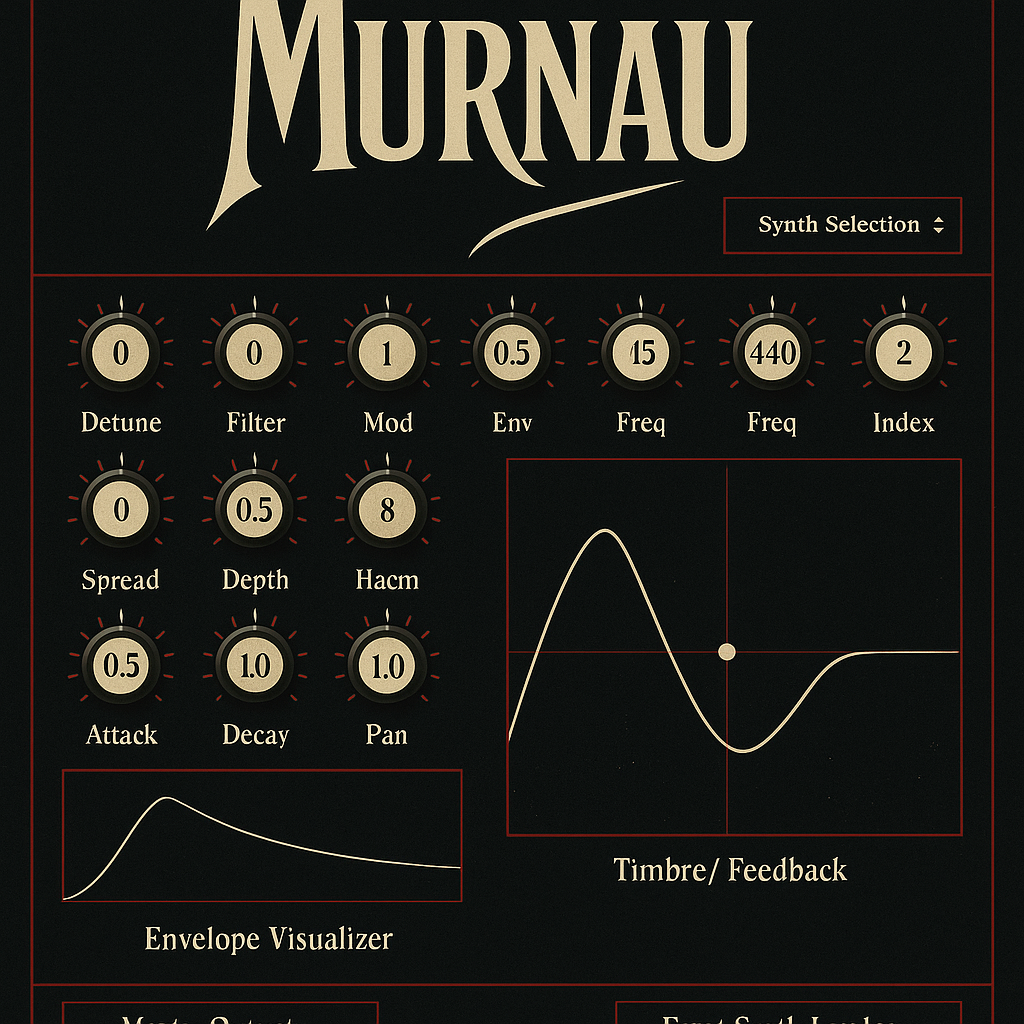 MURNAU
Synth Selection
0 0 1 0.5 15 440 2
Detune Filter Mod Env Freq Freq Index
0 0.5 8
Spread Depth Hacm
0.5 1.0 1.0
Attack Decay Pan
Timbre/ Feedback
Envelope Visualizer